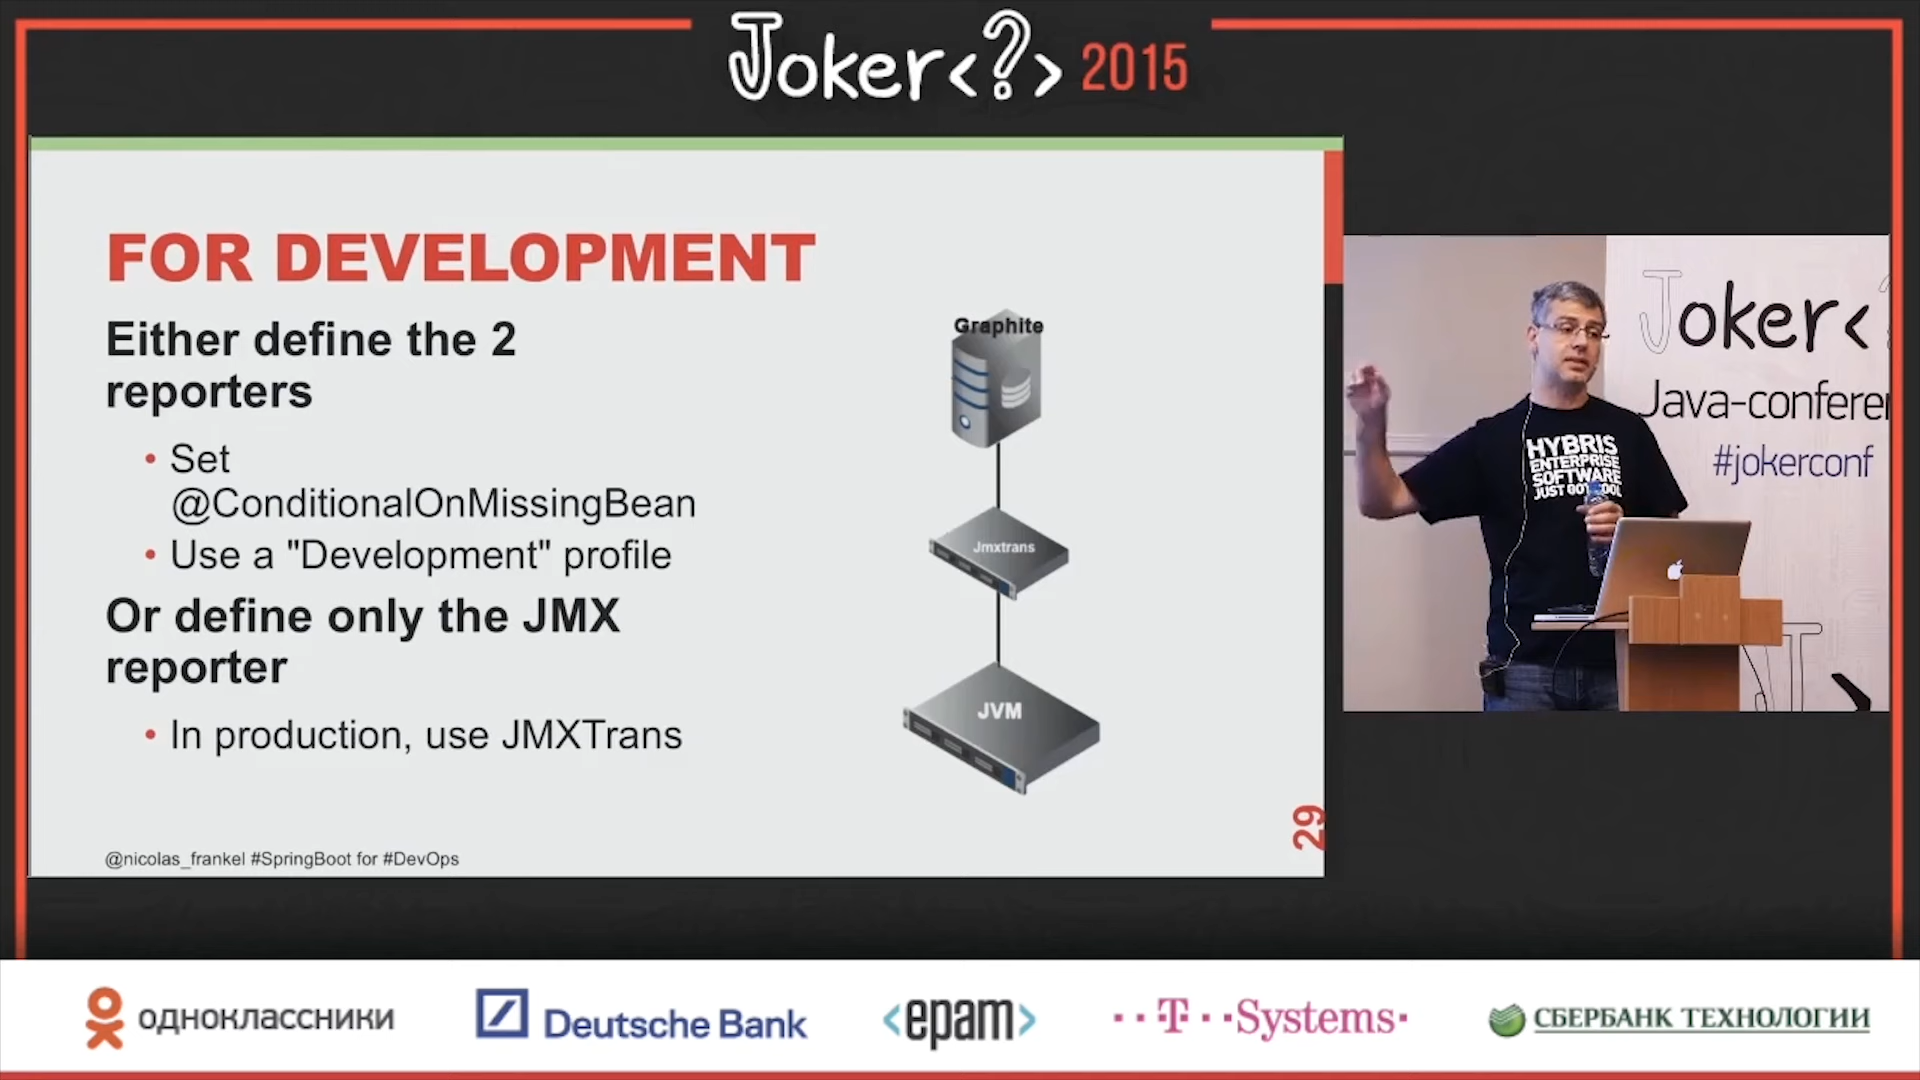 Joker<?> 2015
FOR DEVELOPMENT
Either define the 2
reporters
• Set
@ConditionalOnMissingBean
• Use a "Development" profile
Or define only the JMX
reporter
• In production, use JMXTrans
Graphite
Jmxtrans
JVM
29
@nicolas_frankel #SpringBoot for #DevOps
Joker<
Java-conferen
#jokerconf
HYBRIS
ENTERPRISE
SOFTWARE
JUST GOT
одноклассники
Deutsche Bank
<epam>
··T··Systems·
СБЕРБАНК ТЕХНОЛОГИИ